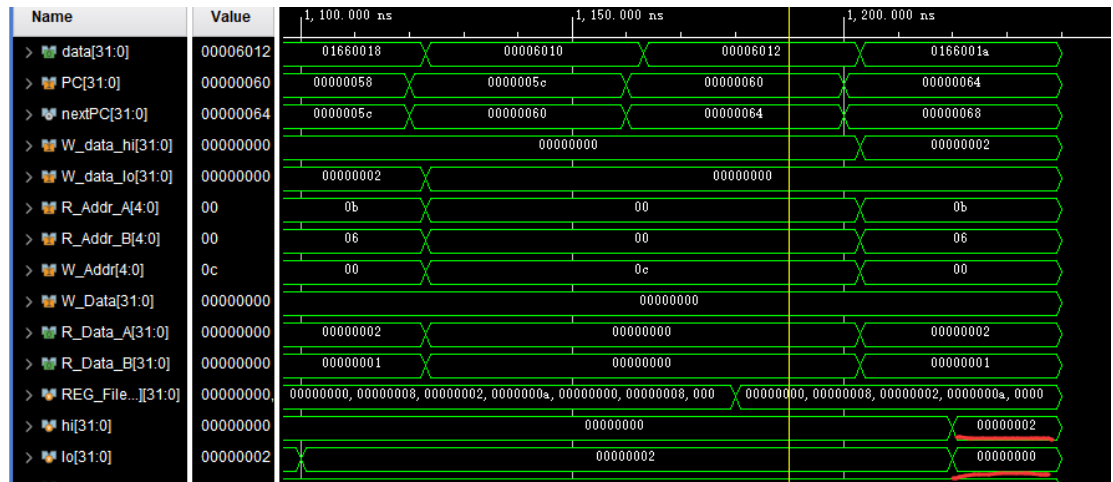 Name Value 1,100.000 ns 1,150.000 ns 1,200.000 ns
data[31:0] 00006012 01660018 00006010 00006012 0166001a
PC[31:0] 00000060 00000058 0000005c 00000060 00000064
nextPC[31:0] 00000064 0000005c 00000060 00000064 00000068
W_data_hi[31:0] 00000000 00000000 00000002
W_data_lo[31:0] 00000000 00000002 00000000
R_Addr_A[4:0] 00 0b 00 0b
R_Addr_B[4:0] 00 06 00 06
W_Addr[4:0] 0c 00 0c 00
W_Data[31:0] 00000000 00000000
R_Data_A[31:0] 00000000 00000002 00000000 00000002
R_Data_B[31:0] 00000000 00000001 00000000 00000001
REG_File...][31:0] 00000000, 00000000, 00000008, 00000002, 0000000a, 00000000, 00000008, 000 00000000, 00000008, 00000002, 0000000a, 0000
hi[31:0] 00000000 00000000 00000002
lo[31:0] 00000002 00000002 00000000